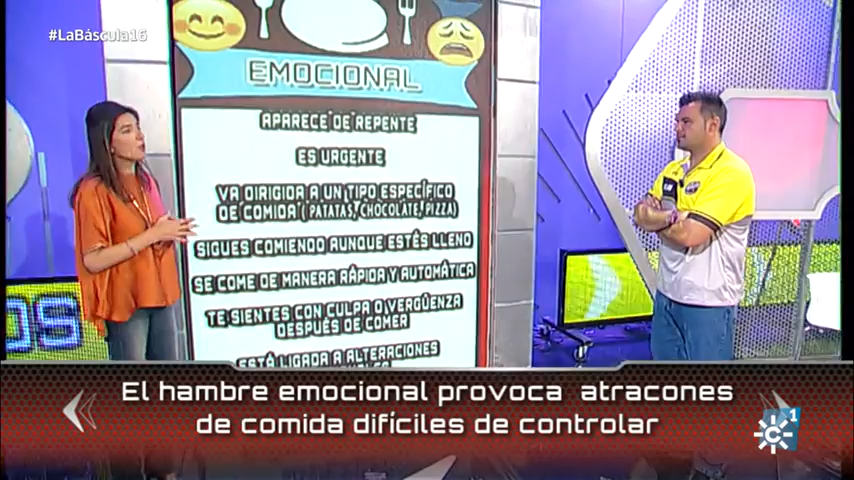 #LaBáscula16
EMOCIONAL
APARECE DE REPENTE
ES URGENTE
VA DIRIGIDA A UN TIPO ESPECÍFICO
DE COMIDA (PATATAS, CHOCOLATE, PIZZA)
SIGUES COMIENDO AUNQUE ESTÉS LLENO
SE COME DE MANERA RÁPIDA Y AUTOMÁTICA
TE SIENTES CON CULPA O VERGÜENZA
DESPUÉS DE COMER
ESTÁ LIGADA A ALTERACIONES
OS
El hambre emocional provoca atracones
de comida difíciles de controlar
1